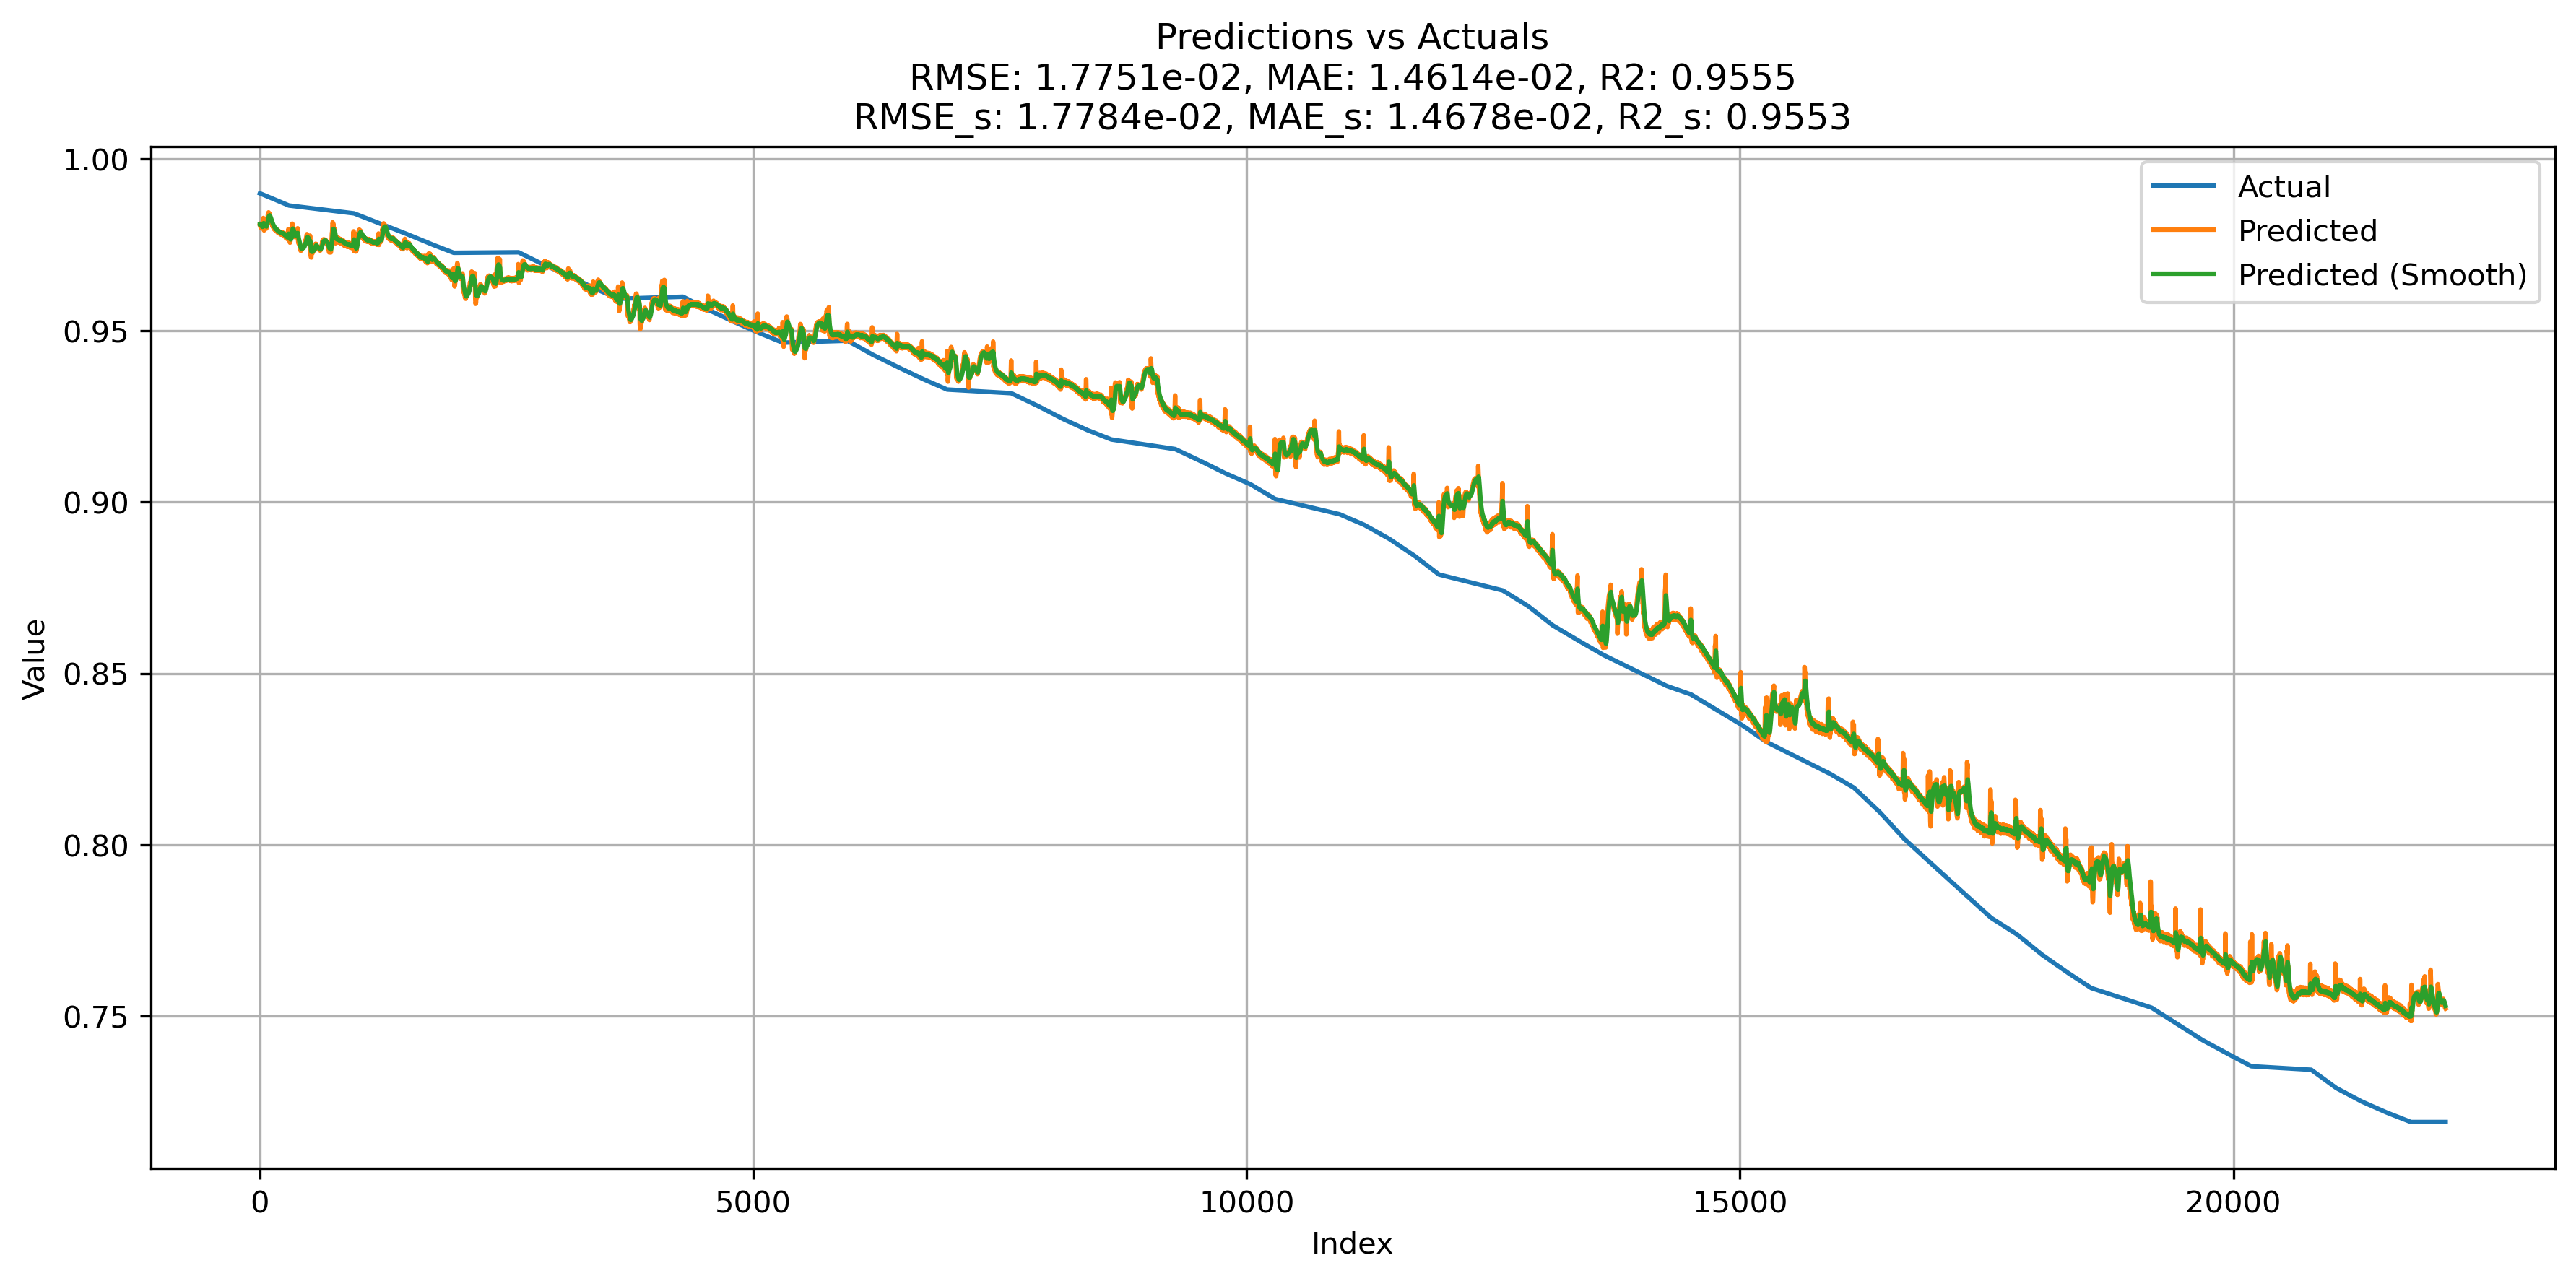 Predictions vs Actuals
RMSE: 1.7751e-02, MAE: 1.4614e-02, R2: 0.9555
RMSE_s: 1.7784e-02, MAE_s: 1.4678e-02, R2_s: 0.9553
Actual
Predicted
Predicted (Smooth)
Value
1.00
0.95
0.90
0.85
0.80
0.75
0
5000
10000
15000
20000
Index